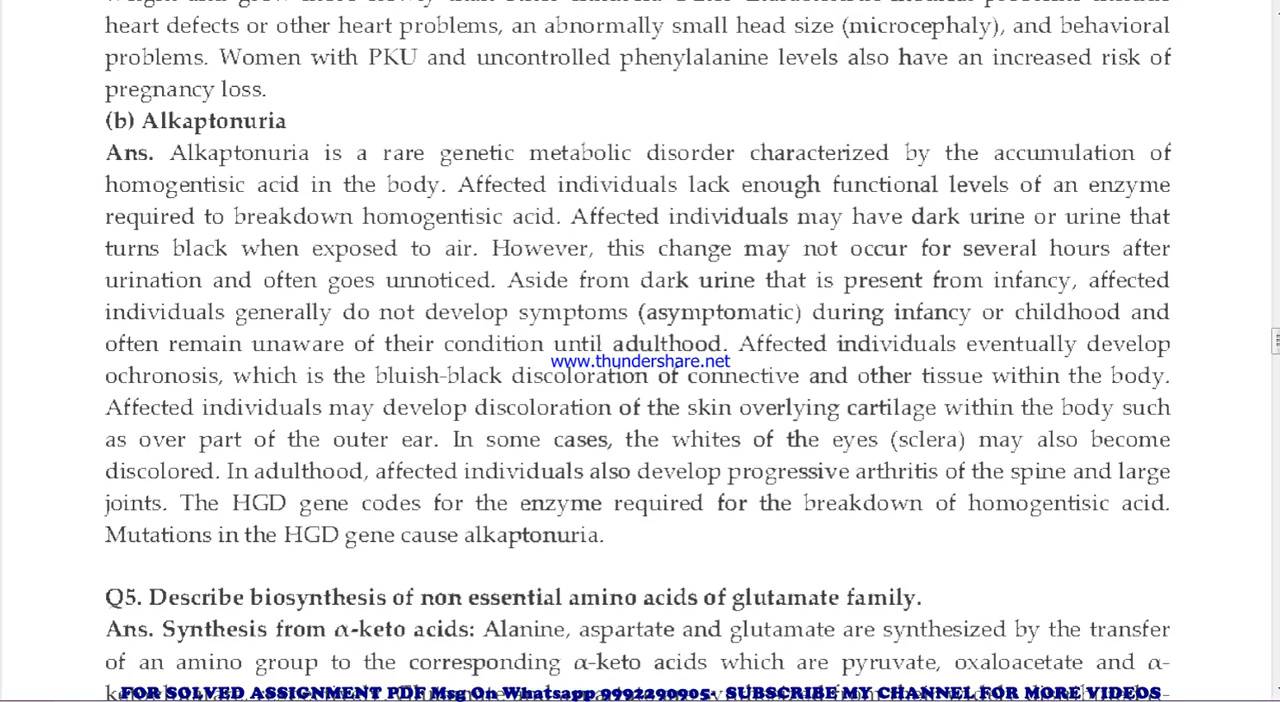 heart defects or other heart problems, an abnormally small head size (microcephaly), and behavioral
problems. Women with PKU and uncontrolled phenylalanine levels also have an increased risk of
pregnancy loss.
(b) Alkaptonuria
Ans. Alkaptonuria is a rare genetic metabolic disorder characterized by the accumulation of
homogentisic acid in the body. Affected individuals lack enough functional levels of an enzyme
required to breakdown homogentisic acid. Affected individuals may have dark urine or urine that
turns black when exposed to air. However, this change may not occur for several hours after
urination and often goes unnoticed. Aside from dark urine that is present from infancy, affected
individuals generally do not develop symptoms (asymptomatic) during infancy or childhood and
often remain unaware of their condition until adulthood. Affected individuals eventually develop
www.thundershare.net
ochronosis, which is the bluish-black discoloration of connective and other tissue within the body.
Affected individuals may develop discoloration of the skin overlying cartilage within the body such
as over part of the outer ear. In some cases, the whites of the eyes (sclera) may also become
discolored. In adulthood, affected individuals also develop progressive arthritis of the spine and large
joints. The HGD gene codes for the enzyme required for the breakdown of homogentisic acid.
Mutations in the HGD gene cause alkaptonuria.
Q5. Describe biosynthesis of non essential amino acids of glutamate family.
Ans. Synthesis from α-keto acids: Alanine, aspartate and glutamate are synthesized by the transfer
of an amino group to the corresponding α-keto acids which are pyruvate, oxaloacetate and α-
FOR SOLVED ASSIGNMENT PDF Msg On Whatsapp 9992290905- SUBSCRIBE MY CHANNEL FOR MORE VIDEOS